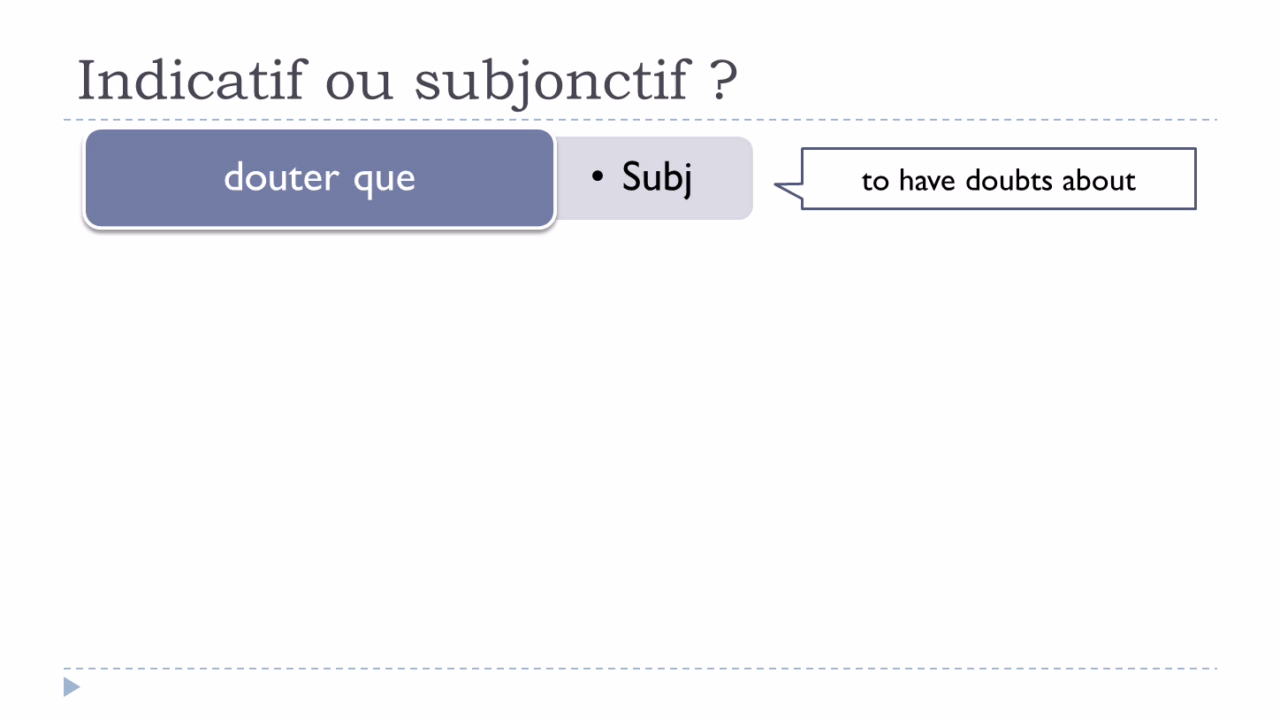 Indicatif ou subjonctif ?
douter que
• Subj
to have doubts about